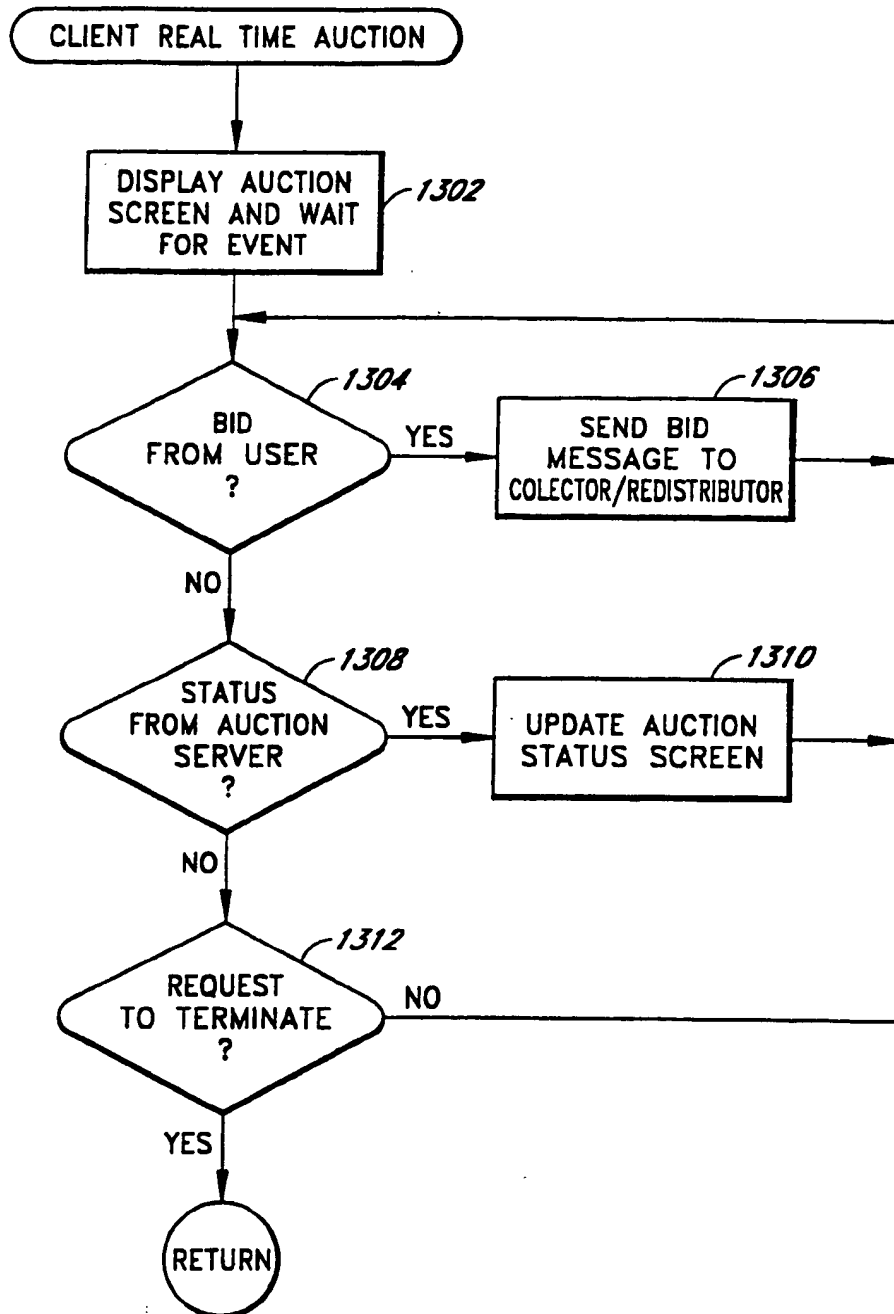 CLIENT REAL TIME AUCTION
DISPLAY AUCTION
SCREEN AND WAIT
FOR EVENT
1302
1304
BID
FROM USER
?
YES
1306
SEND BID
MESSAGE TO
COLECTOR/REDISTRIBUTOR
NO
1308
STATUS
FROM AUCTION
SERVER
?
YES
1310
UPDATE AUCTION
STATUS SCREEN
NO
1312
REQUEST
TO TERMINATE
?
NO
YES
RETURN